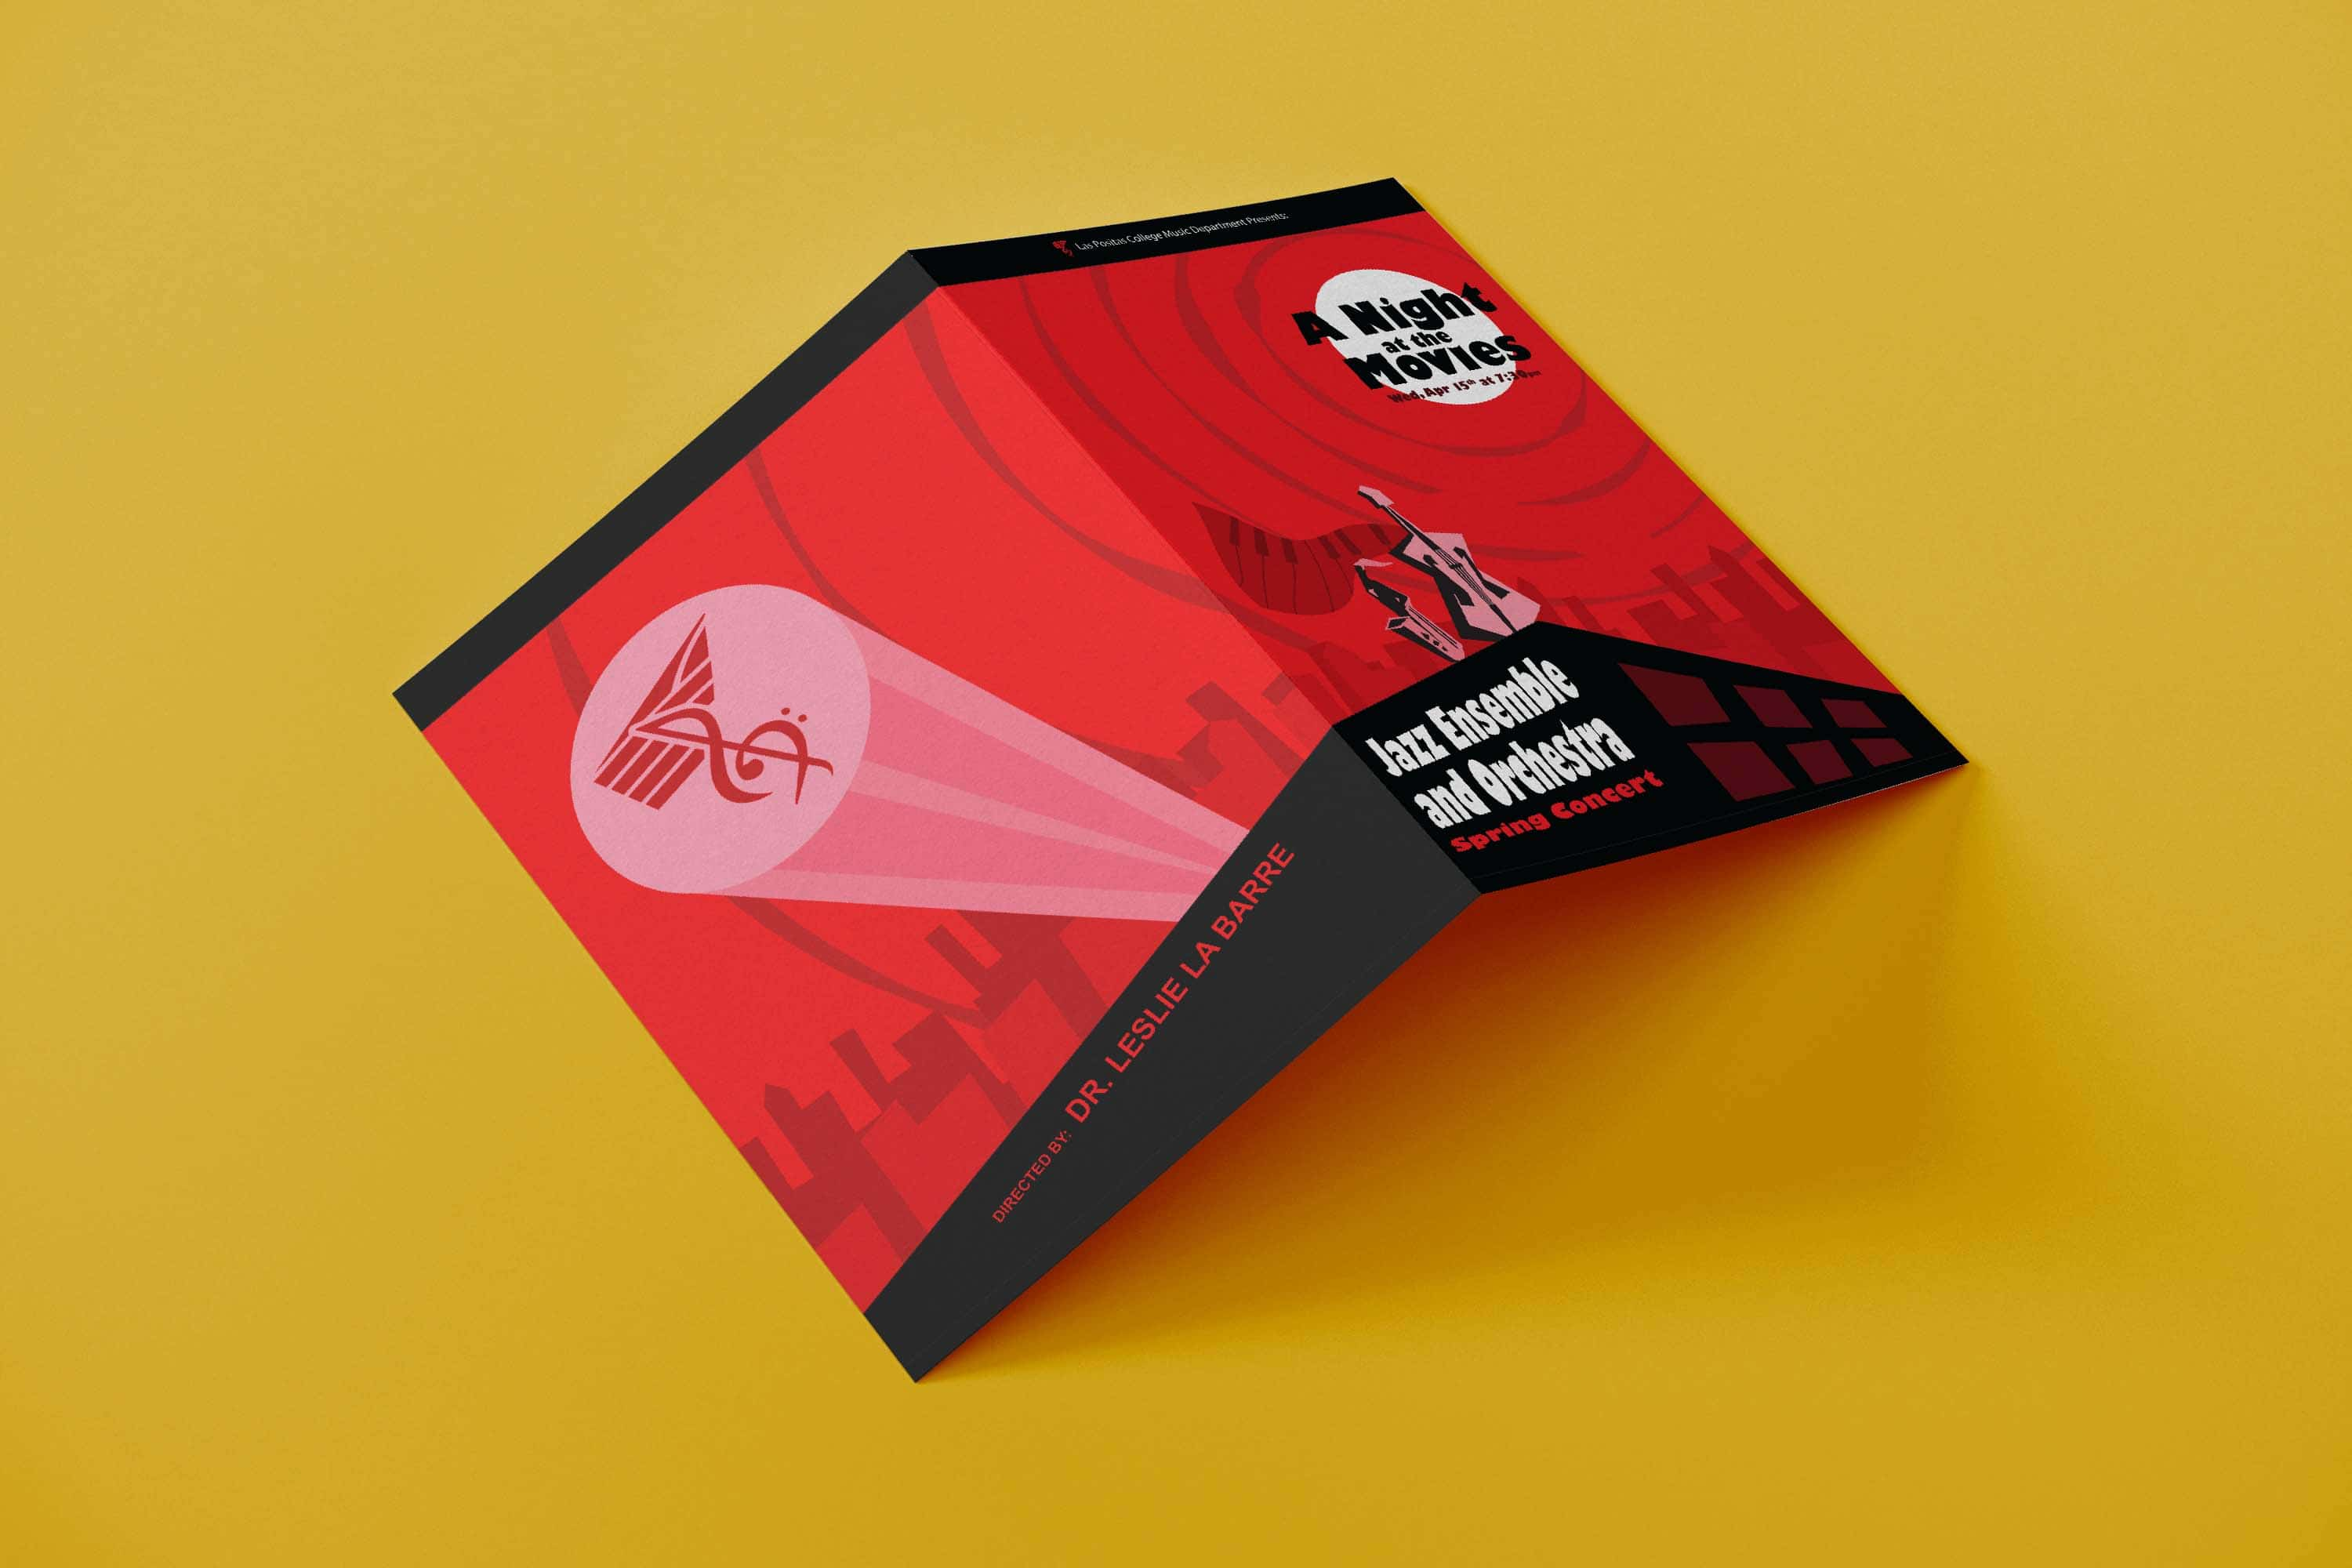 Las Positas College Music Department Presents:
A Night
at the
Movies
Wed, Apr 15th at 7:30pm
Jazz Ensemble
and Orchestra
Spring Concert
DIRECTED BY: DR. LESLIE LA BARRE